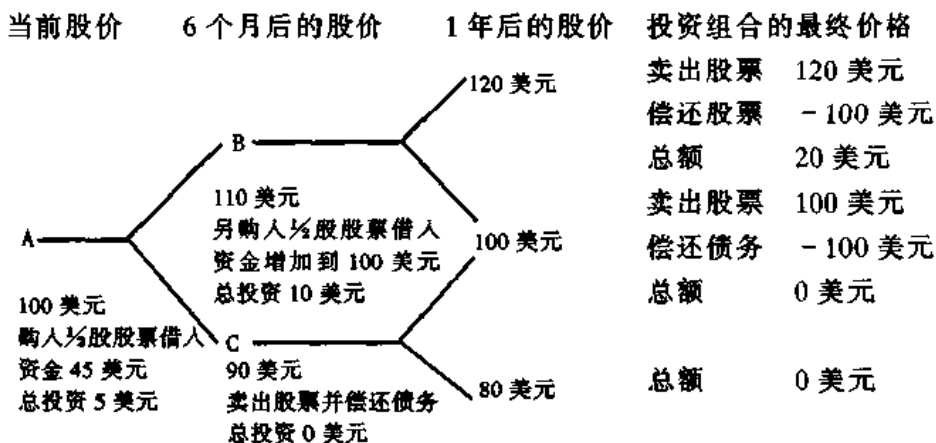 当前股价 6个月后的股价 1年后的股价 投资组合的最终价格
120美元
卖出股票 120美元
偿还股票 -100美元
总额 20美元
B
110美元
另购入½股股票借入
资金增加到100美元
总投资10美元
A
100美元
购入½股股票借入
资金45美元
总投资5美元
100美元
卖出股票 100美元
偿还债务 -100美元
总额 0美元
C
90美元
卖出股票并偿还债务
总投资0美元
80美元
总额 0美元